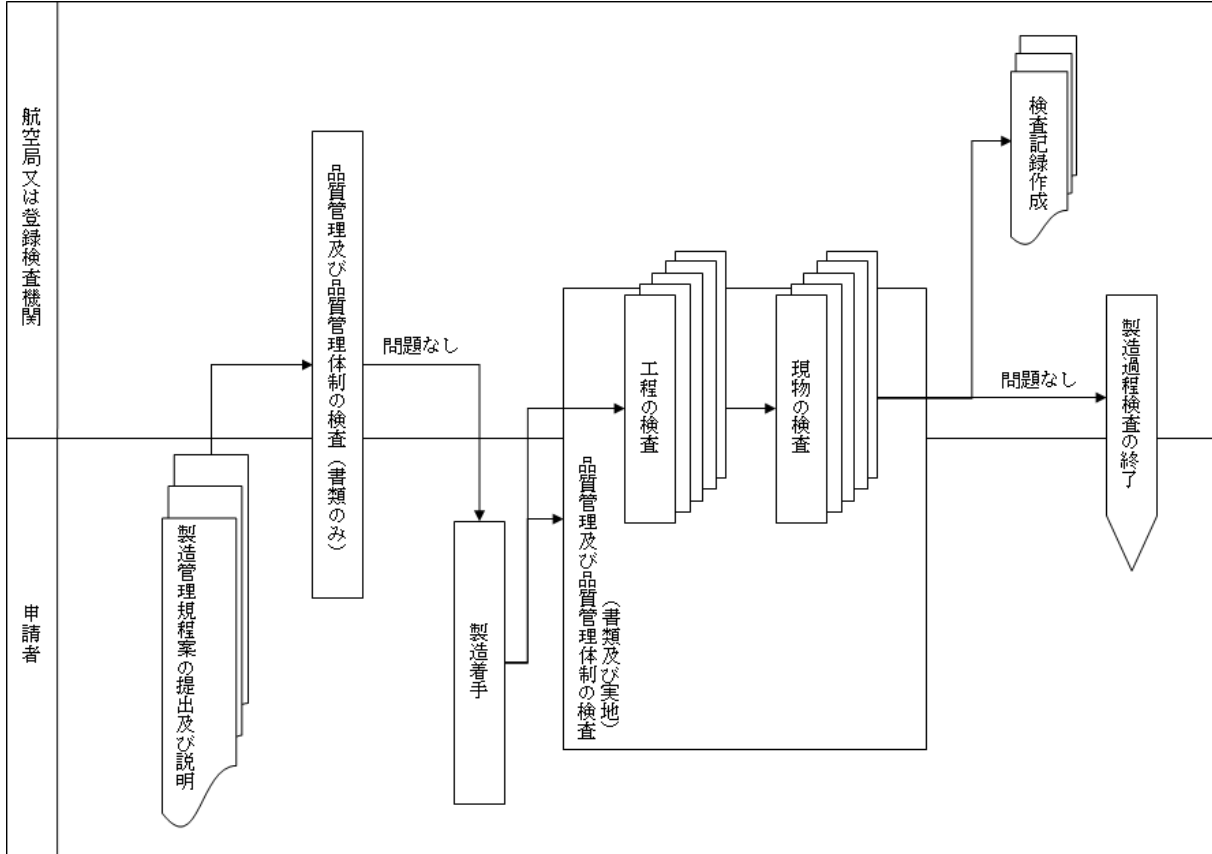 航空局又は登録検査機関
申請者
製造管理規程案の提出及び説明
品質管理及び品質管理体制の検査（書類のみ）
問題なし
製造着手
品質管理及び品質管理体制の検査
（書類及び実地）
工程の検査
現物の検査
検査記録作成
問題なし
製造過程検査の終了